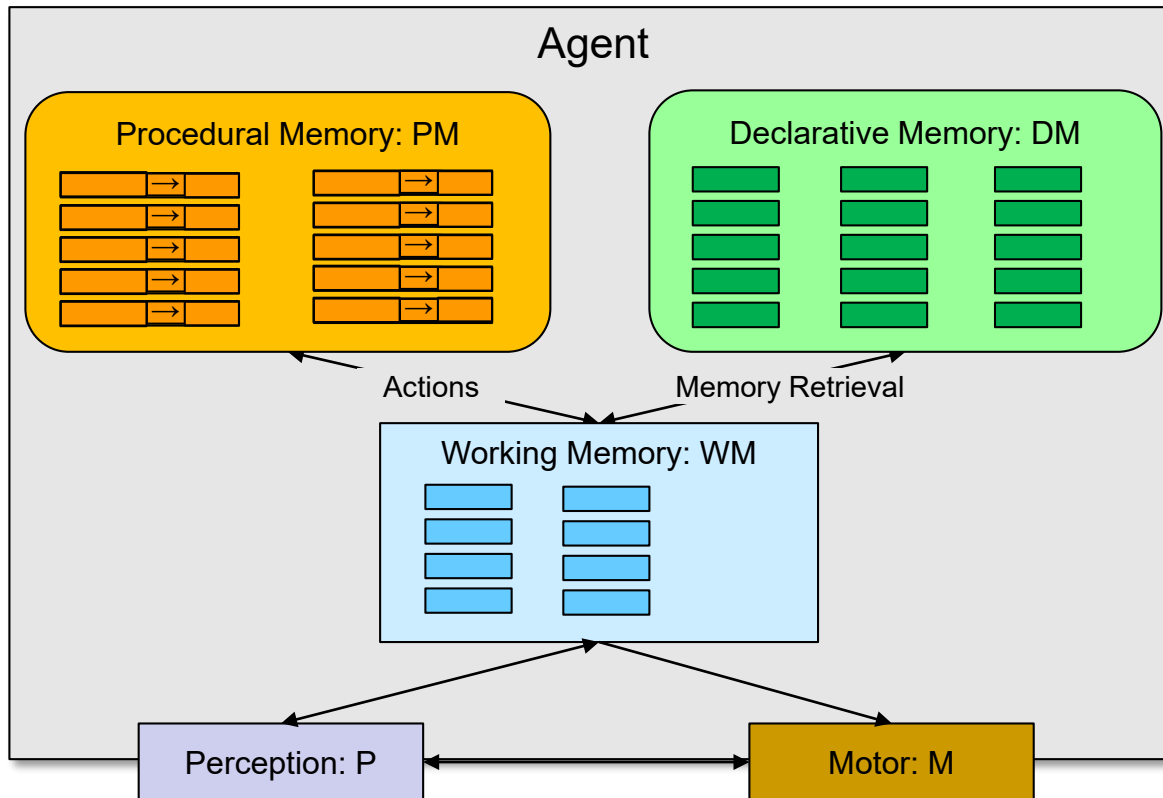 Agent
Procedural Memory: PM
Declarative Memory: DM
→ →
→ →
→ →
→ →
→ →
Actions
Memory Retrieval
Working Memory: WM
Perception: P
Motor: M